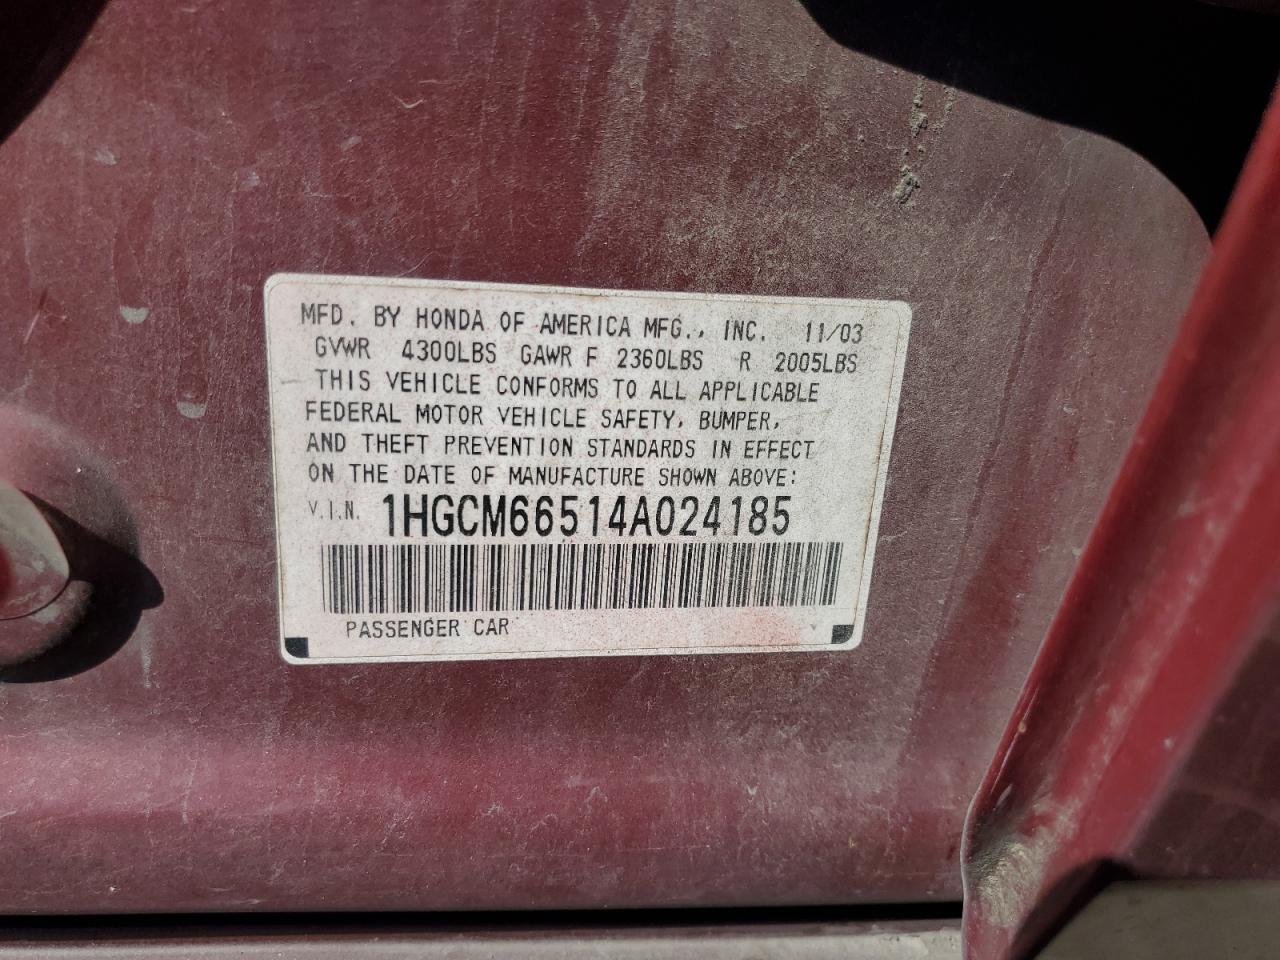 MFD. BY HONDA OF AMERICA MFG., INC. 11/03
GVWR 4300LBS GAWR F 2360LBS R 2005LBS
THIS VEHICLE CONFORMS TO ALL APPLICABLE
FEDERAL MOTOR VEHICLE SAFETY, BUMPER,
AND THEFT PREVENTION STANDARDS IN EFFECT
ON THE DATE OF MANUFACTURE SHOWN ABOVE:
V.I.N. 1HGCM66514A024185
PASSENGER CAR